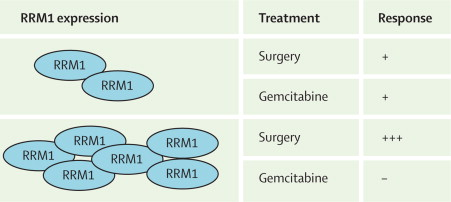 RRM1 expression Treatment Response
RRM1
RRM1
Surgery +
Gemcitabine +
RRM1
RRM1
RRM1
RRM1
RRM1
RRM1
Surgery +++
Gemcitabine –